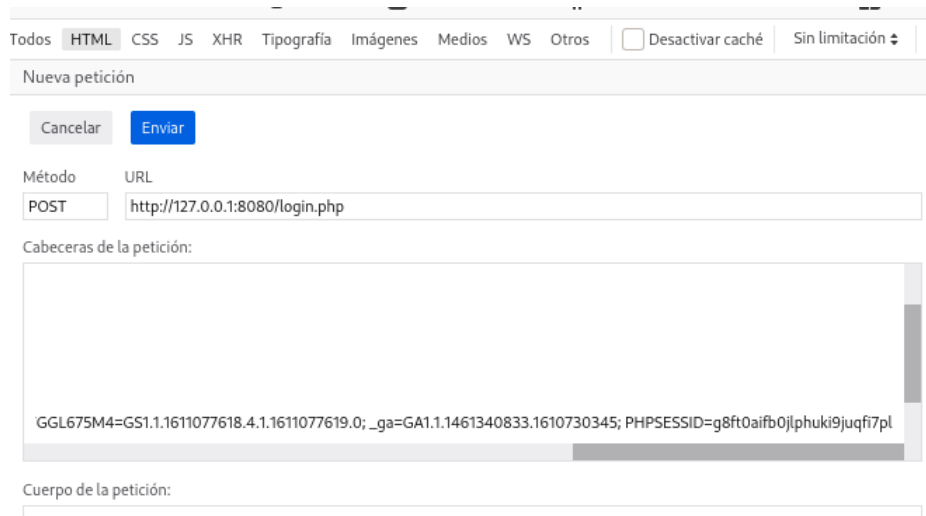 Todos HTML CSS JS XHR Tipografía Imágenes Medios WS Otros Desactivar caché Sin limitación
Nueva petición
Cancelar Enviar
Método URL
POST http://127.0.0.1:8080/login.php
Cabeceras de la petición:
'GGL675M4=GS1.1.1611077618.4.1.1611077619.0; _ga=GA1.1.1461340833.1610730345; PHPSESSID=g8ft0aifb0jlphuki9juqfi7pl
Cuerpo de la petición: